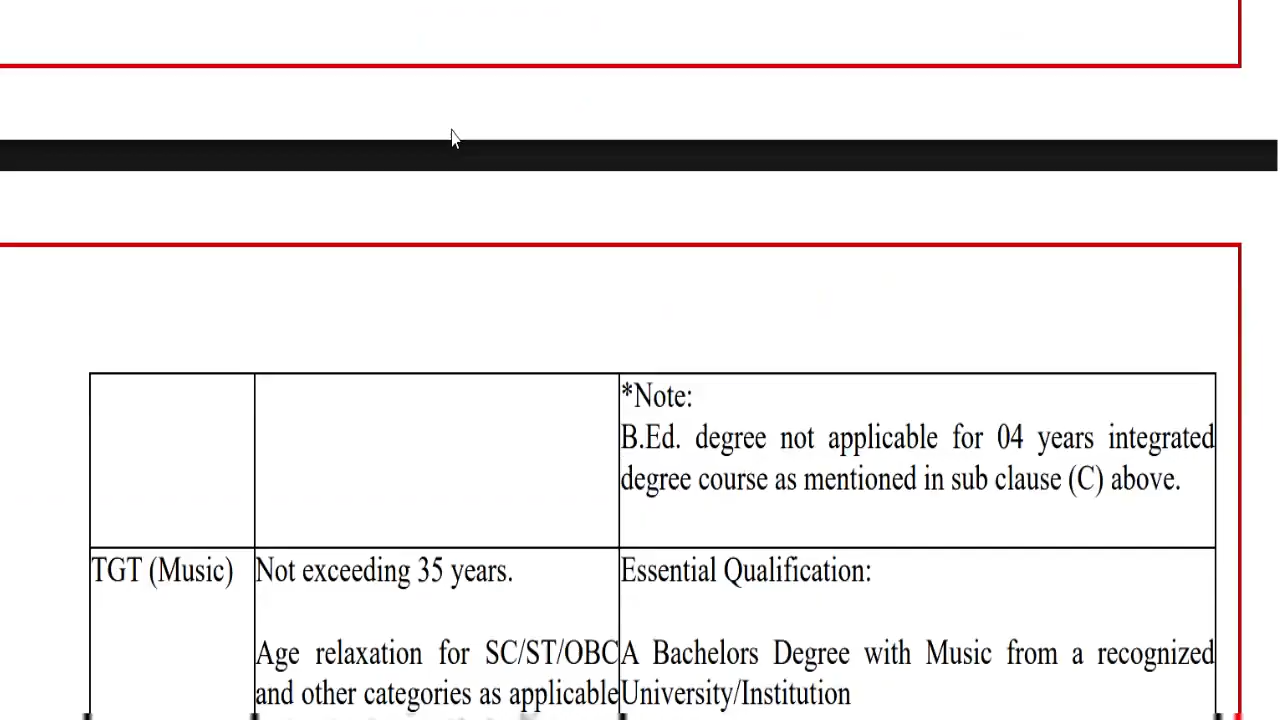 *Note:
B.Ed. degree not applicable for 04 years integrated
degree course as mentioned in sub clause (C) above.
TGT (Music)
Not exceeding 35 years.
Age relaxation for SC/ST/OBC
and other categories as applicable
Essential Qualification:
A Bachelors Degree with Music from a recognized
University/Institution